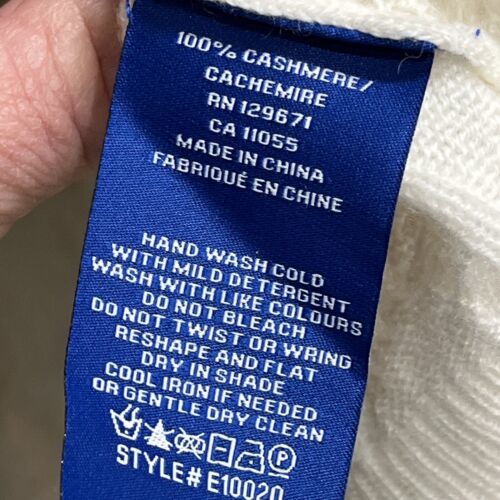 100% CASHMERE/
CACHEMIRE
RN 129671
CA 11055
MADE IN CHINA
FABRIQUÉ EN CHINE
HAND WASH COLD
WITH MILD DETERGENT
WASH WITH LIKE COLOURS
DO NOT BLEACH
DO NOT TWIST OR WRING
RESHAPE AND FLAT
DRY IN SHADE
COOL IRON IF NEEDED
OR GENTLE DRY CLEAN
STYLE# E10020